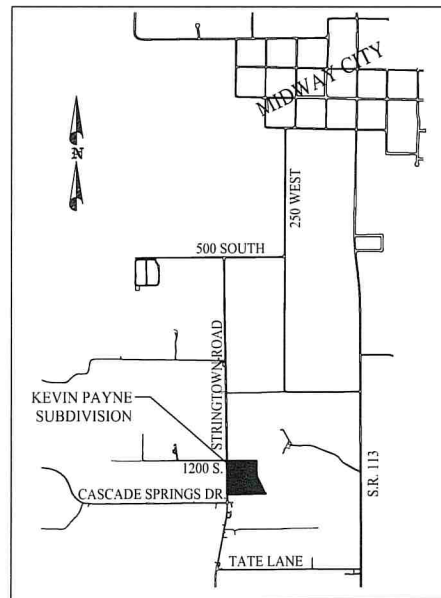 MIDWAY CITY
N
250 WEST
500 SOUTH
STRINGTOWN ROAD
KEVIN PAYNE
SUBDIVISION
1200 S.
CASCADE SPRINGS DR.
S.R. 113
TATE LANE